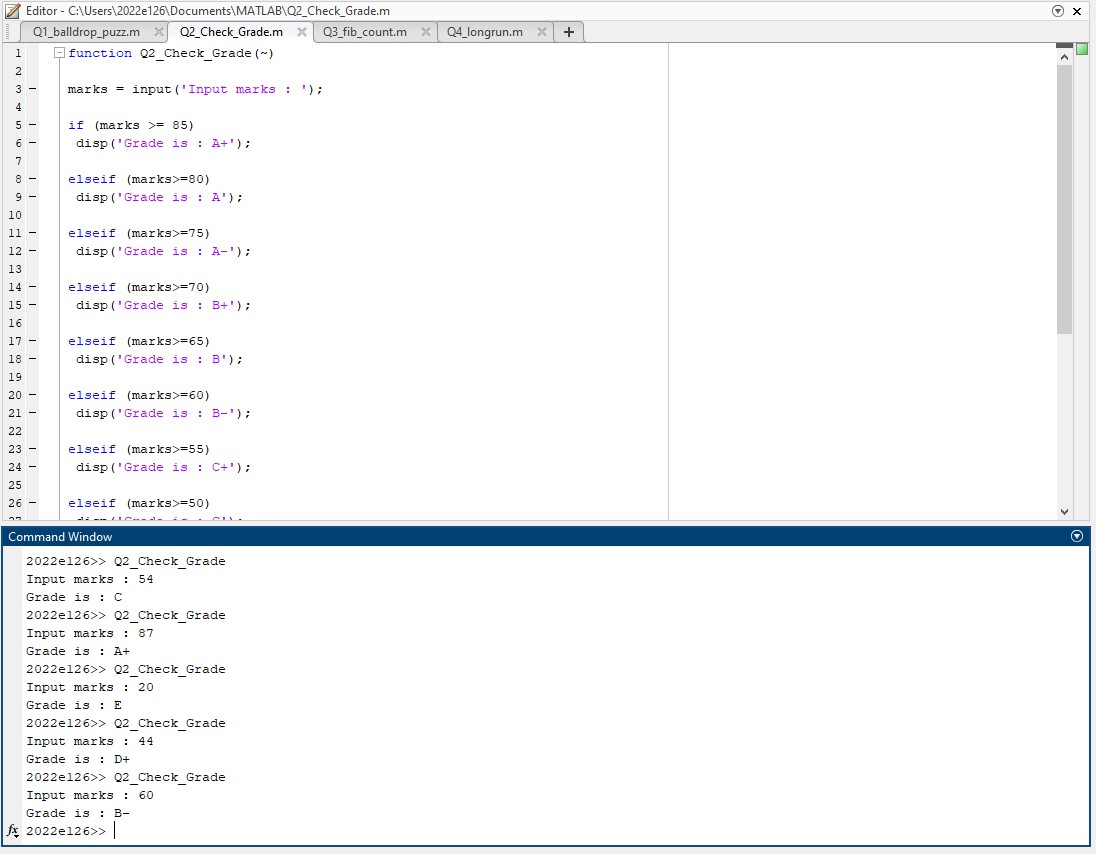 Editor - C:\Users\2022e126\Documents\MATLAB\Q2_Check_Grade.m
Q1_balldrop_puzz.m Q2_Check_Grade.m Q3_fib_count.m Q4_longrun.m
1 function Q2_Check_Grade(~)
2
3 marks = input('Input marks : ');
4
5 if (marks >= 85)
6 disp('Grade is : A+');
7
8 elseif (marks>=80)
9 disp('Grade is : A');
10
11 elseif (marks>=75)
12 disp('Grade is : A-');
13
14 elseif (marks>=70)
15 disp('Grade is : B+');
16
17 elseif (marks>=65)
18 disp('Grade is : B');
19
20 elseif (marks>=60)
21 disp('Grade is : B-');
22
23 elseif (marks>=55)
24 disp('Grade is : C+');
25
26 elseif (marks>=50)
Command Window
2022e126>> Q2_Check_Grade
Input marks : 54
Grade is : C
2022e126>> Q2_Check_Grade
Input marks : 87
Grade is : A+
2022e126>> Q2_Check_Grade
Input marks : 20
Grade is : E
2022e126>> Q2_Check_Grade
Input marks : 44
Grade is : D+
2022e126>> Q2_Check_Grade
Input marks : 60
Grade is : B-
fx 2022e126>>